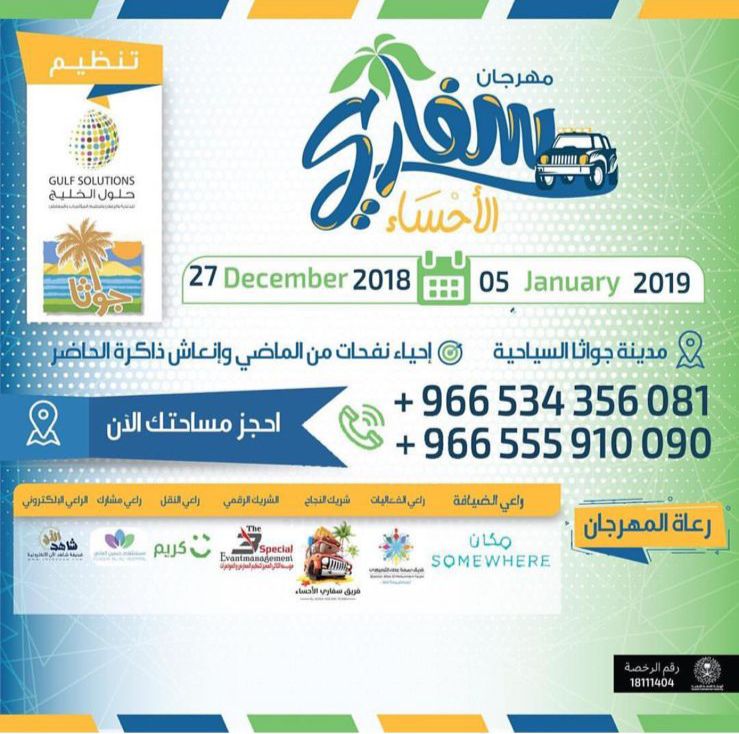 تنظيم
GULF SOLUTIONS
حلول الخليج
جواثا
مهرجان
سفاري
الأحساء
27 December 2018
05 January 2019
مدينة جواثا السياحية
إحياء نفحات من الماضي وإنعاش ذاكرة الحاضر
+ 966 534 356 081
+ 966 555 910 090
احجز مساحتك الآن
رعاة المهرجان
راعي الضيافة
راعي الفعاليات
شريك النجاح
الشريك الرقمي
راعي النقل
راعي مشارك
الراعي الإلكتروني
مكان
SOMEWHERE
فريق سفاري الأحساء
The
Special
Evantmanagement
كريم
شاهد الآن
رقم الرخصة
18111404